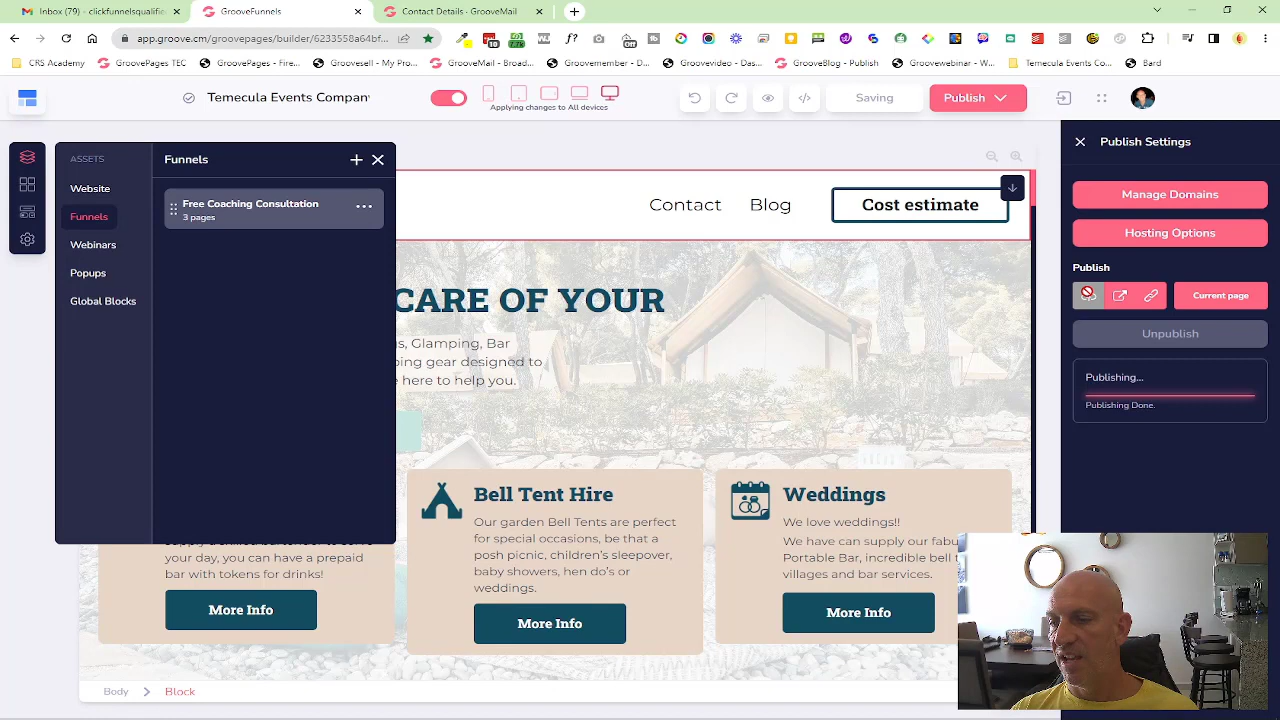 Inbox (79) - clickfunnelsqualifie
GrooveFunnels
Contact Details · GrooveMail
app.groove.cm/groovepages/builder/6233558a64bf...
CRS Academy
GroovePages TEC
GroovePages - Fire...
Groovesell - My Pro...
GrooveMail - Broad...
Groovemember - D...
Groovevideo - Das...
GrooveBlog - Publish
GrooveWebinar - W...
Temecula Events Co...
Bard
Temecula Events Compan
Applying changes to All devices
Saving
Publish
ASSETS
Website
Funnels
Webinars
Popups
Global Blocks
Funnels
Free Coaching Consultan
3 pages
Contact
Blog
Cost estimate
CARE OF YOUR
s, Glamping, Bar
ping gear designed to
here to help you.
your day, you can have a prepaid
bar with tokens for drinks!
More Info
Bell Tent Hire
Our garden Bell Tents are perfect
for special occasions, be that a
posh picnic, children's sleepover,
baby showers, hen do's or
weddings.
More Info
Weddings
We love weddings!!
We have can supply our fabu
Portable Bar, incredible bell t
villages and bar services.
More Info
Body
Block
Publish Settings
Manage Domains
Hosting Options
Publish
Current page
Unpublish
Publishing...
Publishing Done.